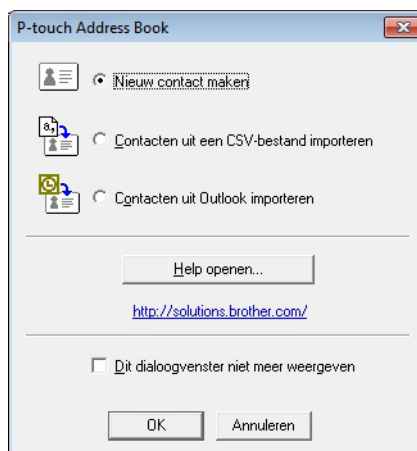 P-touch Address Book
Nieuw contact maken
a,
Contacten uit een CSV-bestand importeren
Contacten uit Outlook importeren
Help openen...
http://solutions.brother.com/
Dit dialoogvenster niet meer weergeven
OK
Annuleren